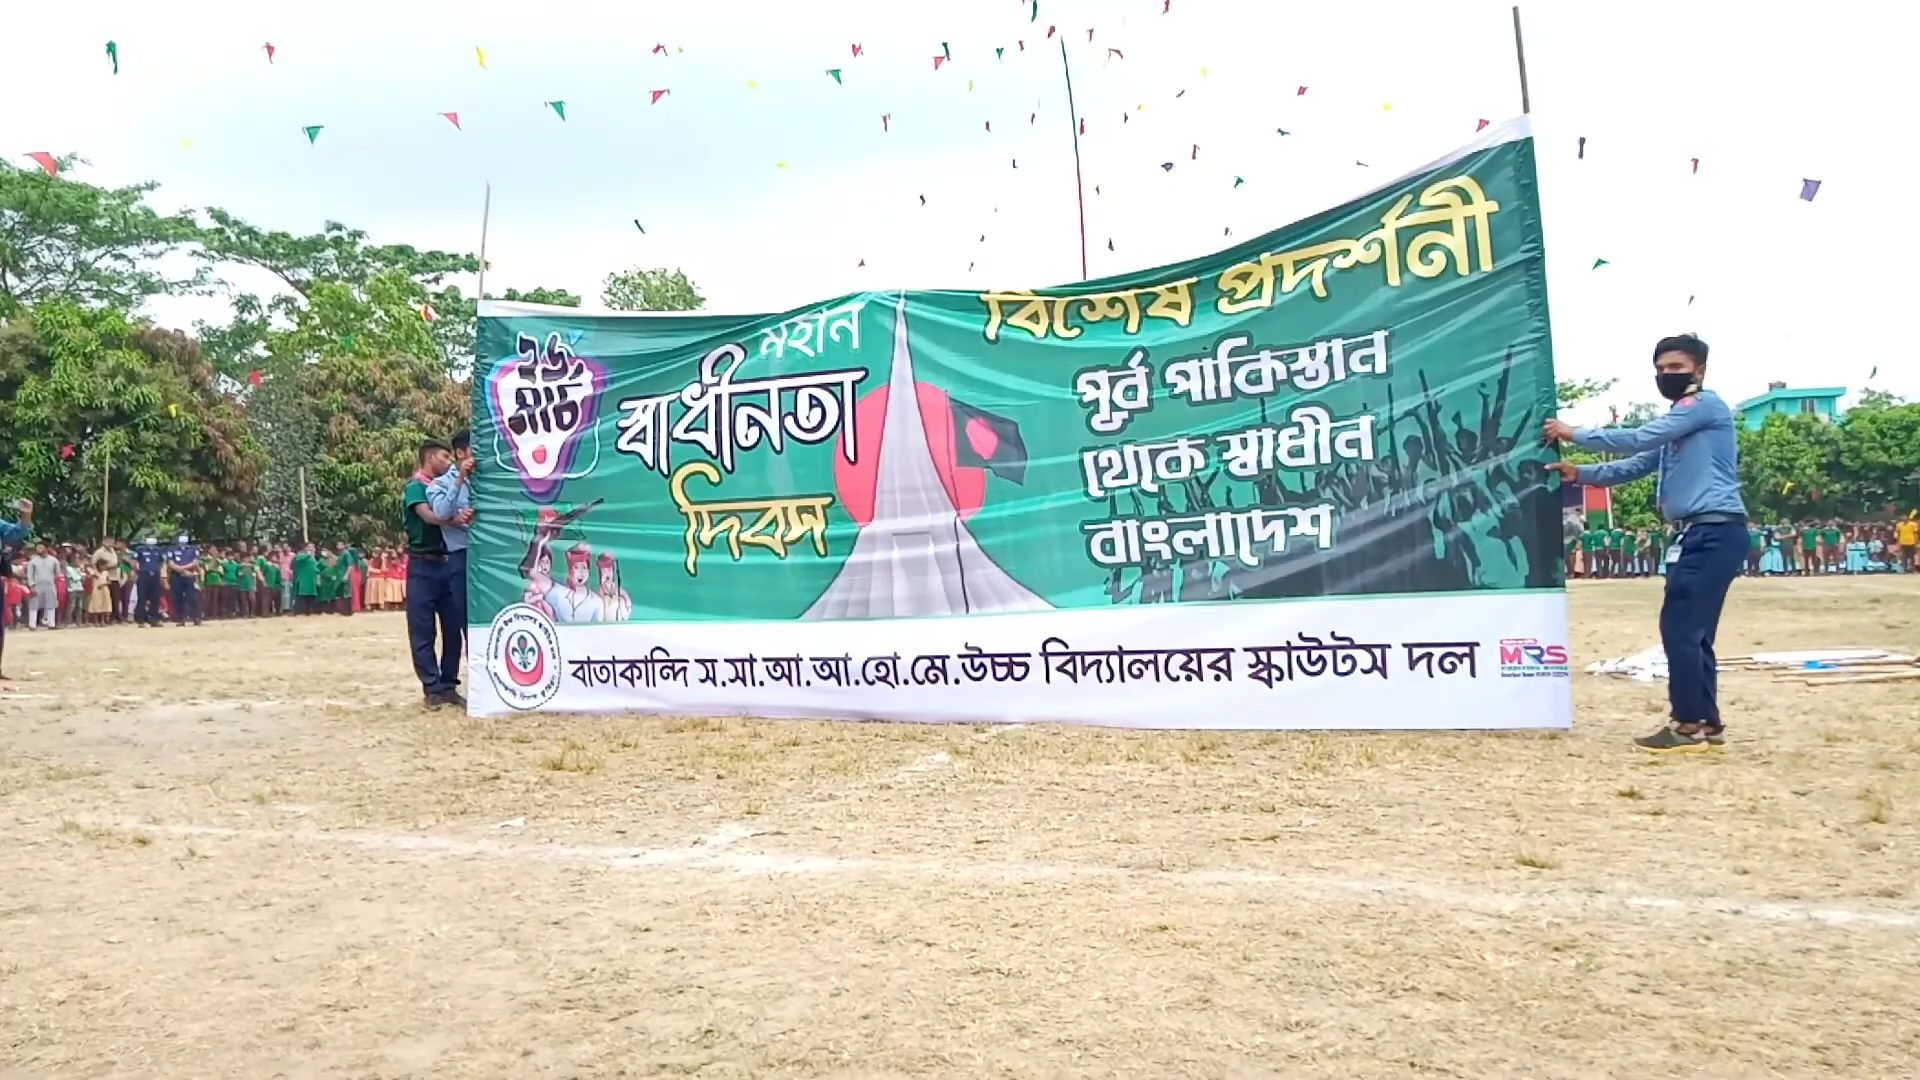 ২৬
মার্চ
মহান
স্বাধীনতা
দিবস
বিশেষ প্রদর্শনী
পূর্ব পাকিস্তান
থেকে স্বাধীন
বাংলাদেশ
বাতাকান্দি স.সা.আ.আ.হো.মে.উচ্চ বিদ্যালয়ের স্কাউটস দল
MRS